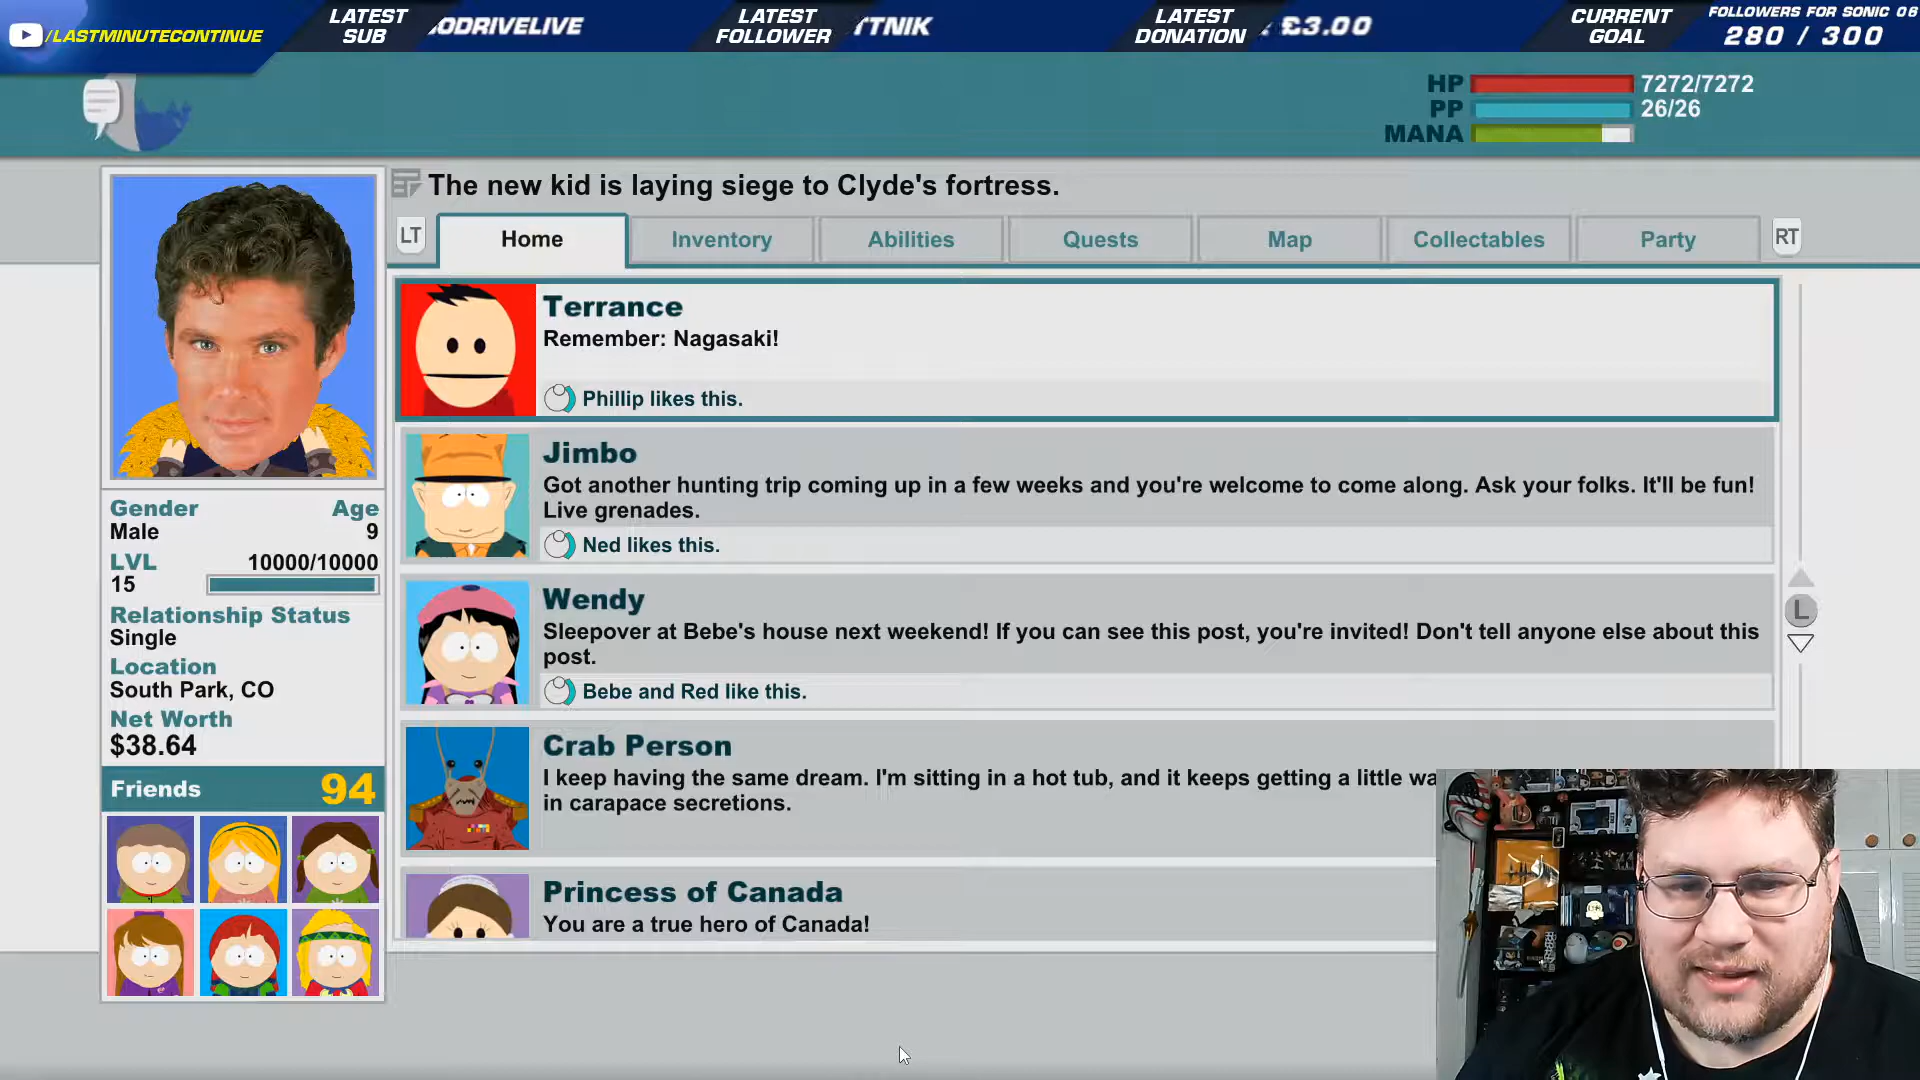 /LASTMINUTECONTINUE
LATEST SUB
ODRIVELIVE
LATEST FOLLOWER
TTNIK
LATEST DONATION
: £3.00
CURRENT GOAL
FOLLOWERS FOR SONIC 06
280 / 300
HP 7272/7272
PP 26/26
MANA
The new kid is laying siege to Clyde's fortress.
LT Home Inventory Abilities Quests Map Collectables Party RT
Gender Age
Male 9
LVL 10000/10000
15
Relationship Status
Single
Location
South Park, CO
Net Worth
$38.64
Friends 94
Terrance
Remember: Nagasaki!
Phillip likes this.
Jimbo
Got another hunting trip coming up in a few weeks and you're welcome to come along. Ask your folks. It'll be fun!
Live grenades.
Ned likes this.
Wendy
Sleepover at Bebe's house next weekend! If you can see this post, you're invited! Don't tell anyone else about this
post.
Bebe and Red like this.
L
Crab Person
I keep having the same dream. I'm sitting in a hot tub, and it keeps getting a little wa
in carapace secretions.
Princess of Canada
You are a true hero of Canada!